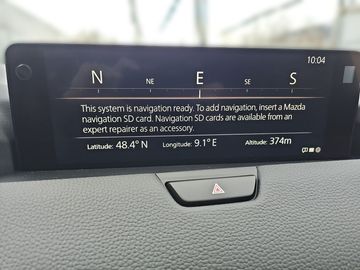 10:04
N NE E SE S
This system is navigation ready. To add navigation, insert a Mazda
navigation SD card. Navigation SD cards are available from an
expert repairer as an accessory.
Latitude: 48.4° N Longitude: 9.1° E Altitude: 374m